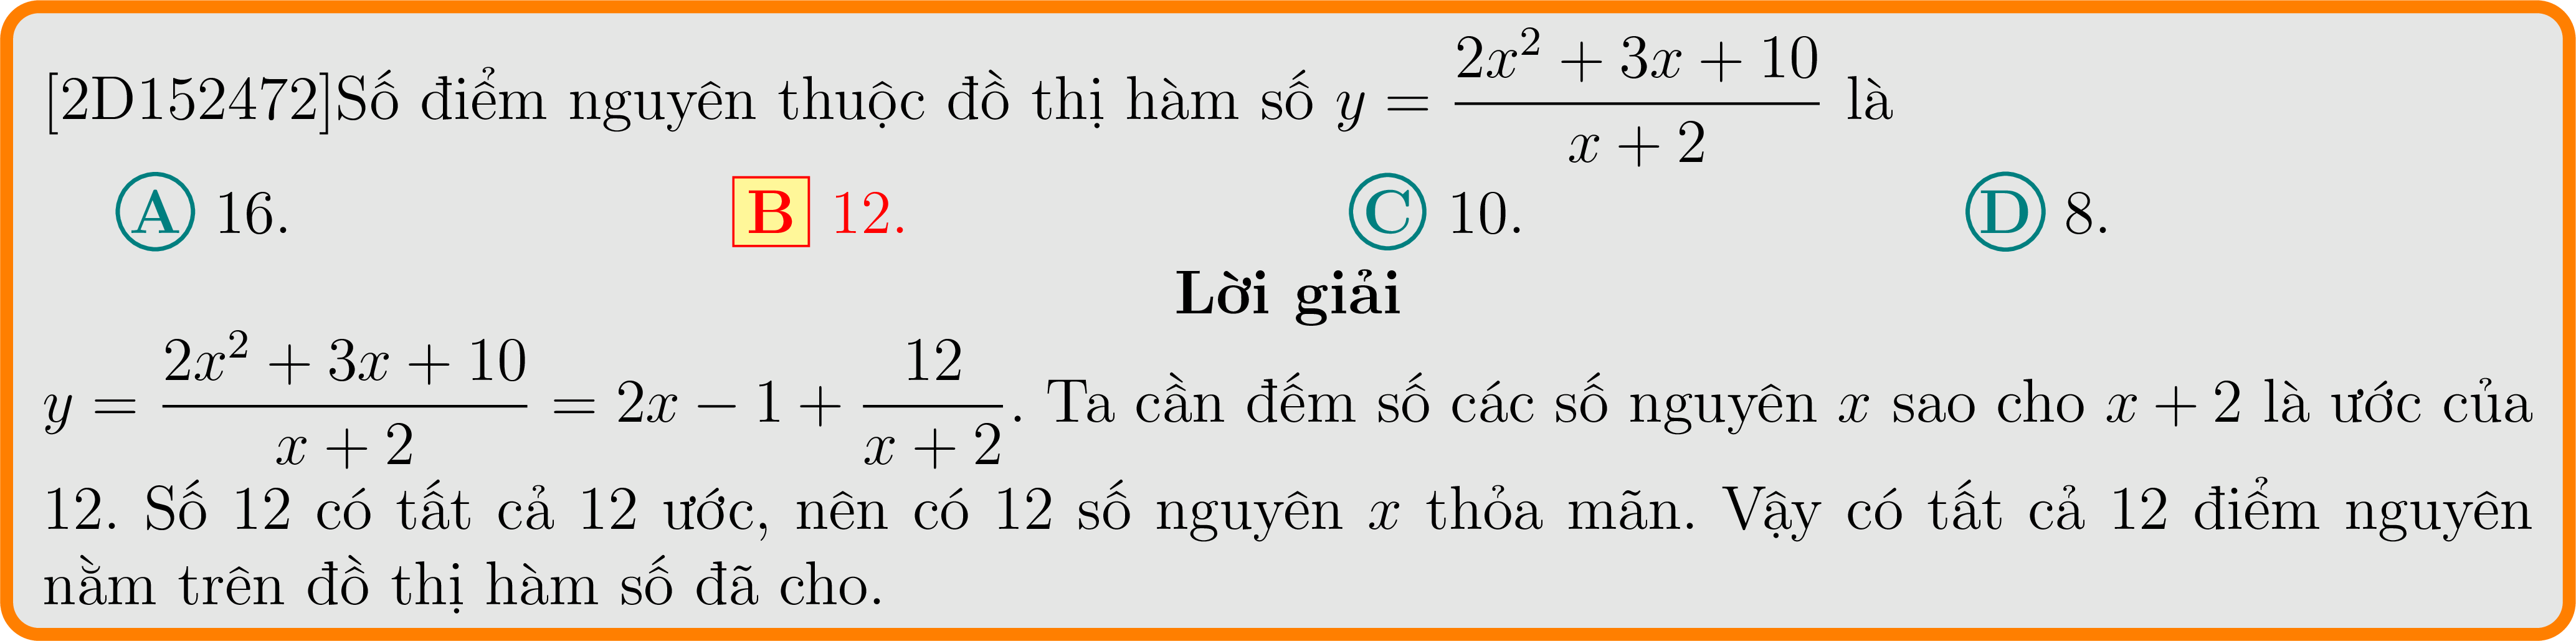 [2D152472]Số điểm nguyên thuộc đồ thị hàm số $y = \dfrac{2x^2 + 3x + 10}{x + 2}$ là
A 16. B 12. C 10. D 8.
Lời giải
$y = \dfrac{2x^2 + 3x + 10}{x + 2} = 2x - 1 + \dfrac{12}{x + 2}$. Ta cần đếm số các số nguyên $x$ sao cho $x + 2$ là ước của
12. Số 12 có tất cả 12 ước, nên có 12 số nguyên $x$ thỏa mãn. Vậy có tất cả 12 điểm nguyên
nằm trên đồ thị hàm số đã cho.